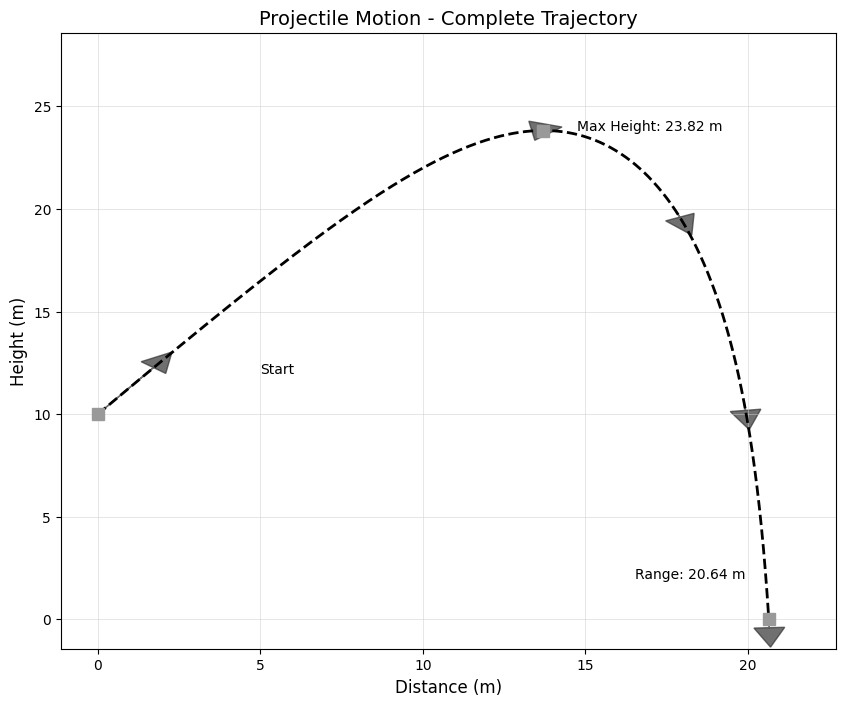 Projectile Motion - Complete Trajectory
Height (m)
25
20
15
10
5
0
Max Height: 23.82 m
Start
Range: 20.64 m
0 5 10 15 20
Distance (m)